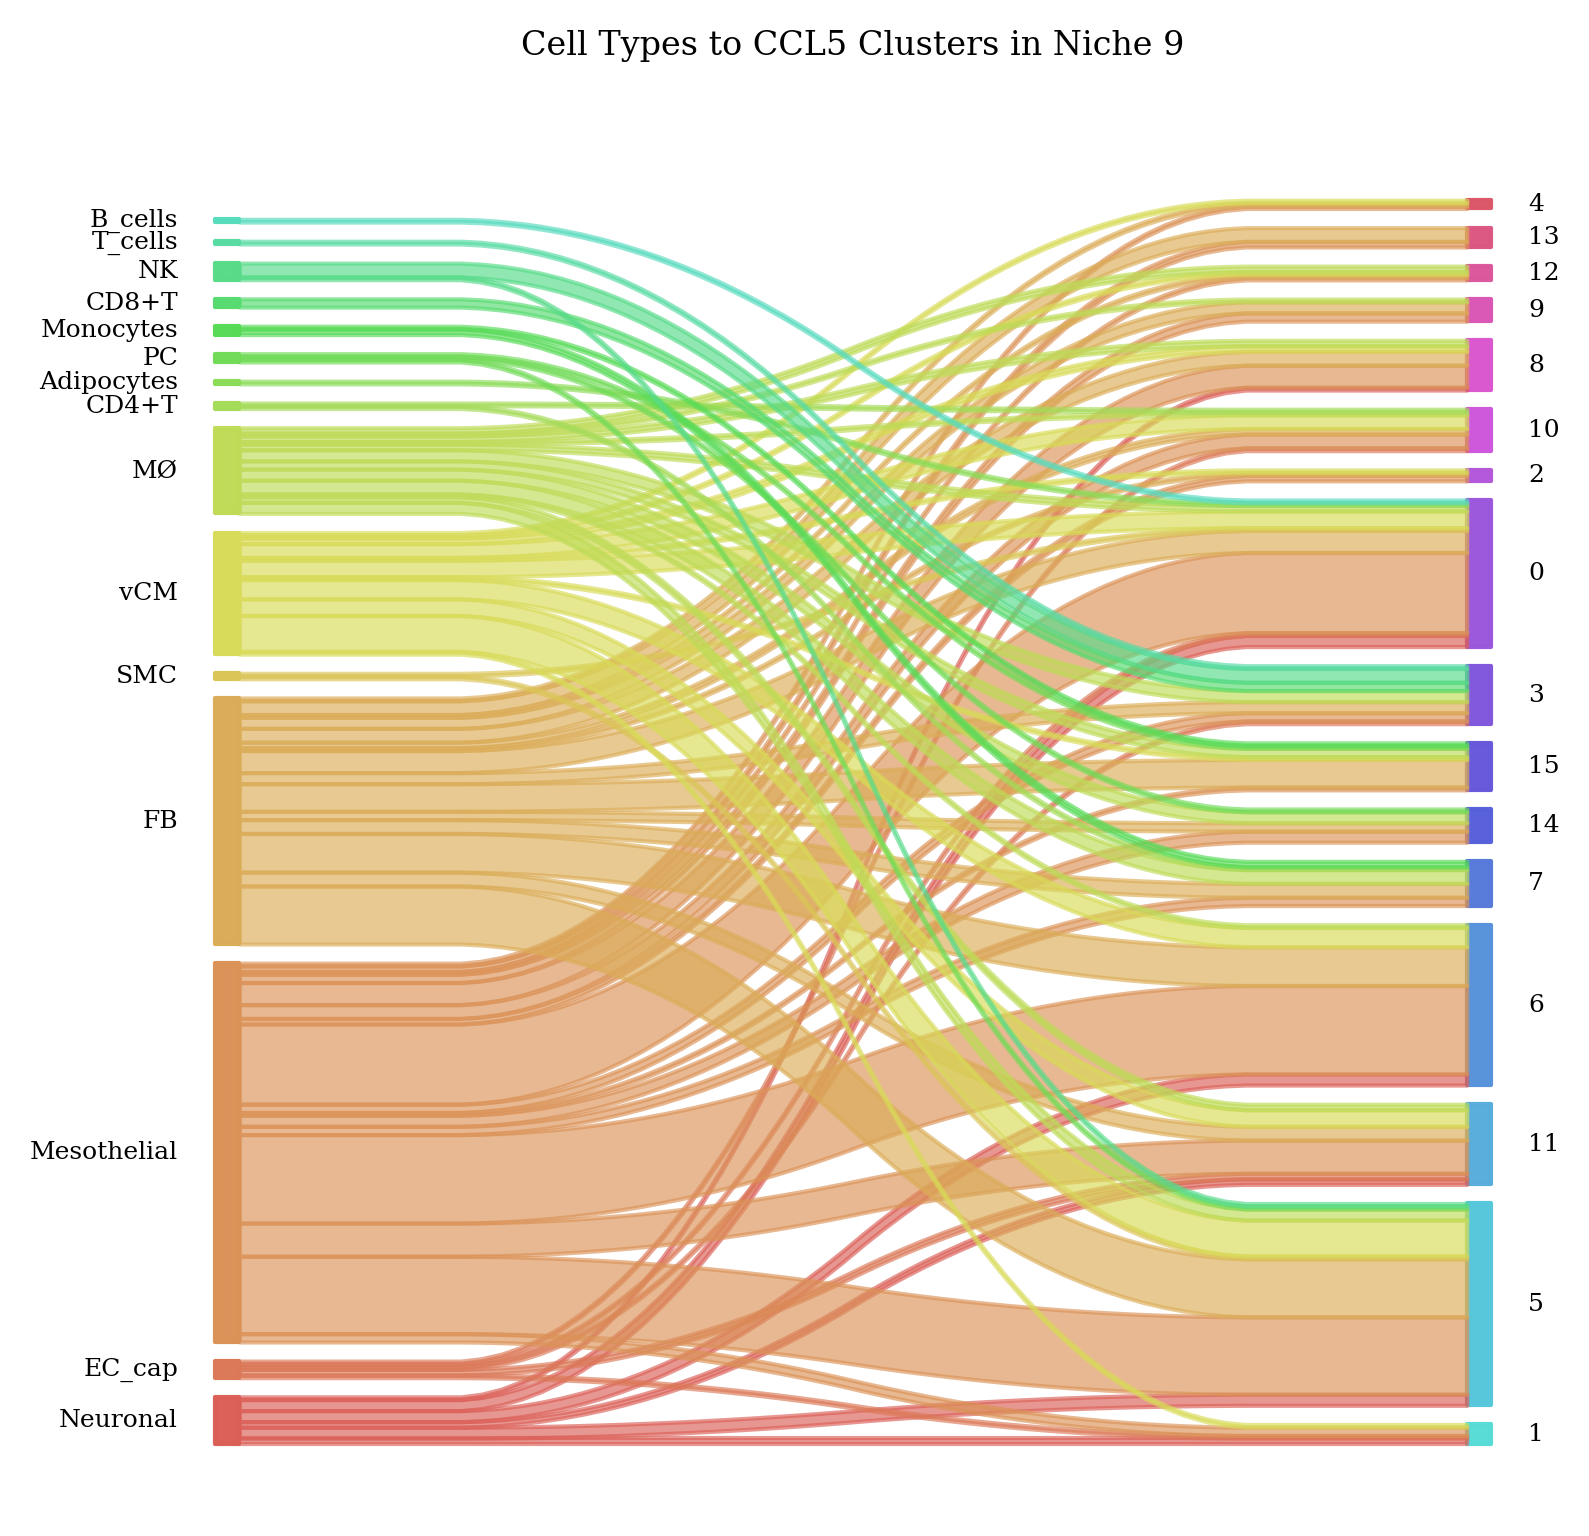 Cell Types to CCL5 Clusters in Niche 9
B_cells
T_cells
NK
CD8+T
Monocytes
PC
Adipocytes
CD4+T
MØ
vCM
SMC
FB
Mesothelial
EC_cap
Neuronal
4
13
12
9
8
10
2
0
3
15
14
7
6
11
5
1